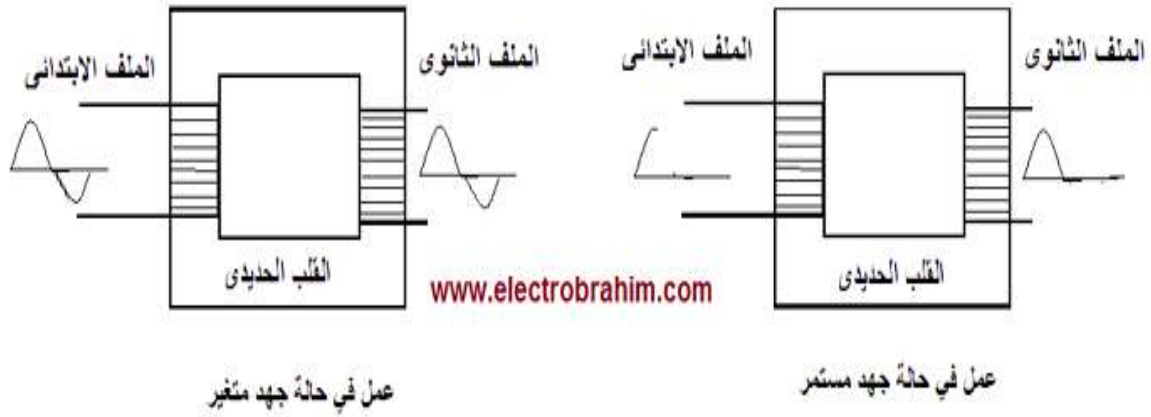 الملف الابتدائى
الملف الثانوى
القلب الحديدى
عمل في حالة جهد متغير
www.electrobrahim.com
الملف الابتدائى
الملف الثانوى
القلب الحديدى
عمل في حالة جهد مستمر